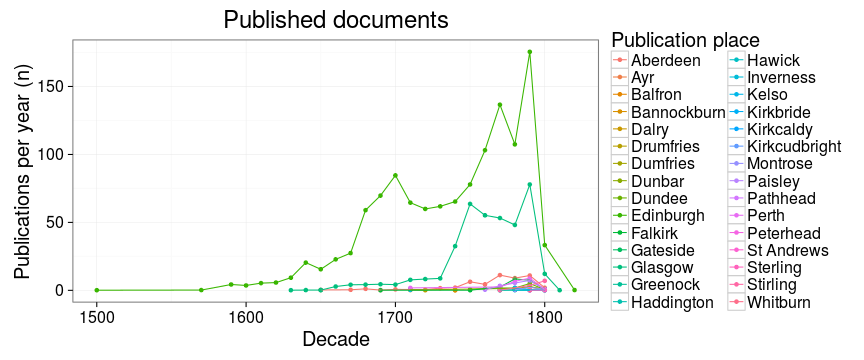 Published documents
Publications per year (n)
150
100
50
0
1500
1600
1700
1800
Decade
Publication place
Aberdeen
Ayr
Balfron
Bannockburn
Dalry
Drumfries
Dumfries
Dunbar
Dundee
Edinburgh
Falkirk
Gateside
Glasgow
Greenock
Haddington
Hawick
Inverness
Kelso
Kirkbride
Kirkcaldy
Kirkcudbright
Montrose
Paisley
Pathhead
Perth
Peterhead
St Andrews
Sterling
Stirling
Whitburn